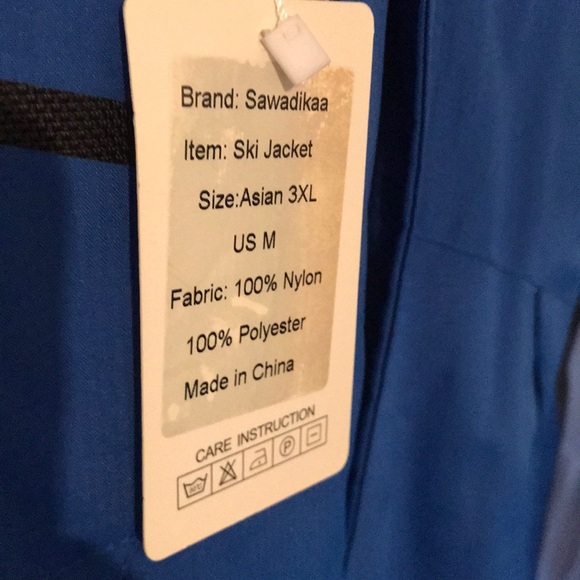 Brand: Sawadikaa
Item: Ski Jacket
Size:Asian 3XL
US M
Fabric: 100% Nylon
100% Polyester
Made in China
CARE INSTRUCTION
P